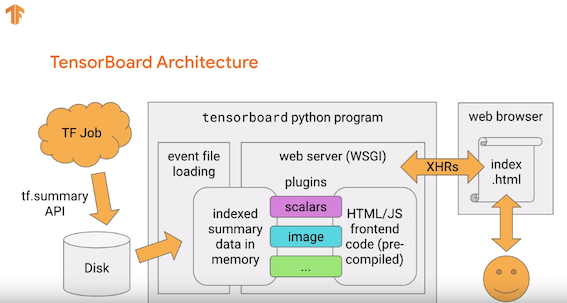 TF
TensorBoard Architecture
TF Job
tf.summary
API
Disk
tensorboard python program
event file
loading
web server (WSGI)
plugins
indexed
summary
data in
memory
scalars
image
...
HTML/JS
frontend
code (pre-
compiled)
XHRs
web browser
index
.html